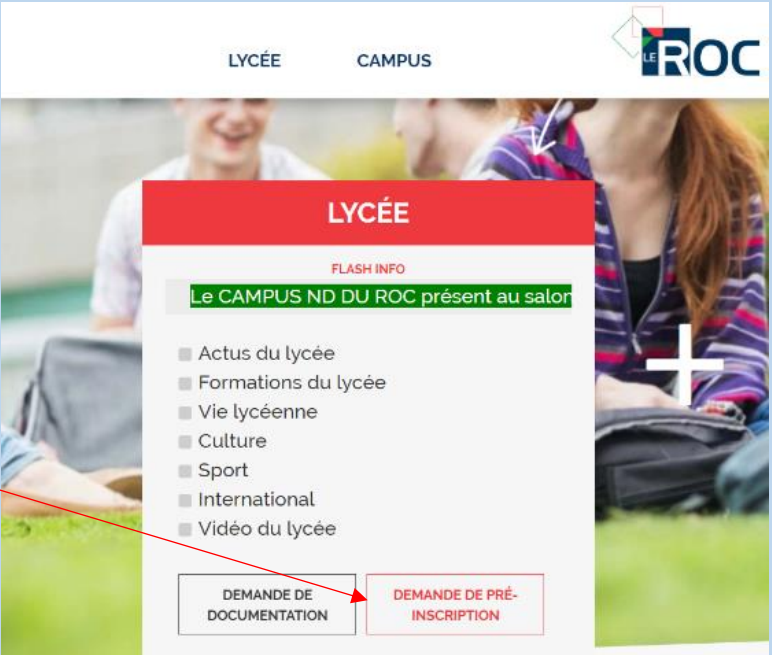 LYCÉE CAMPUS
LE ROC
LYCÉE
FLASH INFO
Le CAMPUS ND DU ROC présent au salon
Actus du lycée
Formations du lycée
Vie lycéenne
Culture
Sport
International
Vidéo du lycée
DEMANDE DE
DOCUMENTATION
DEMANDE DE PRÉ-
INSCRIPTION